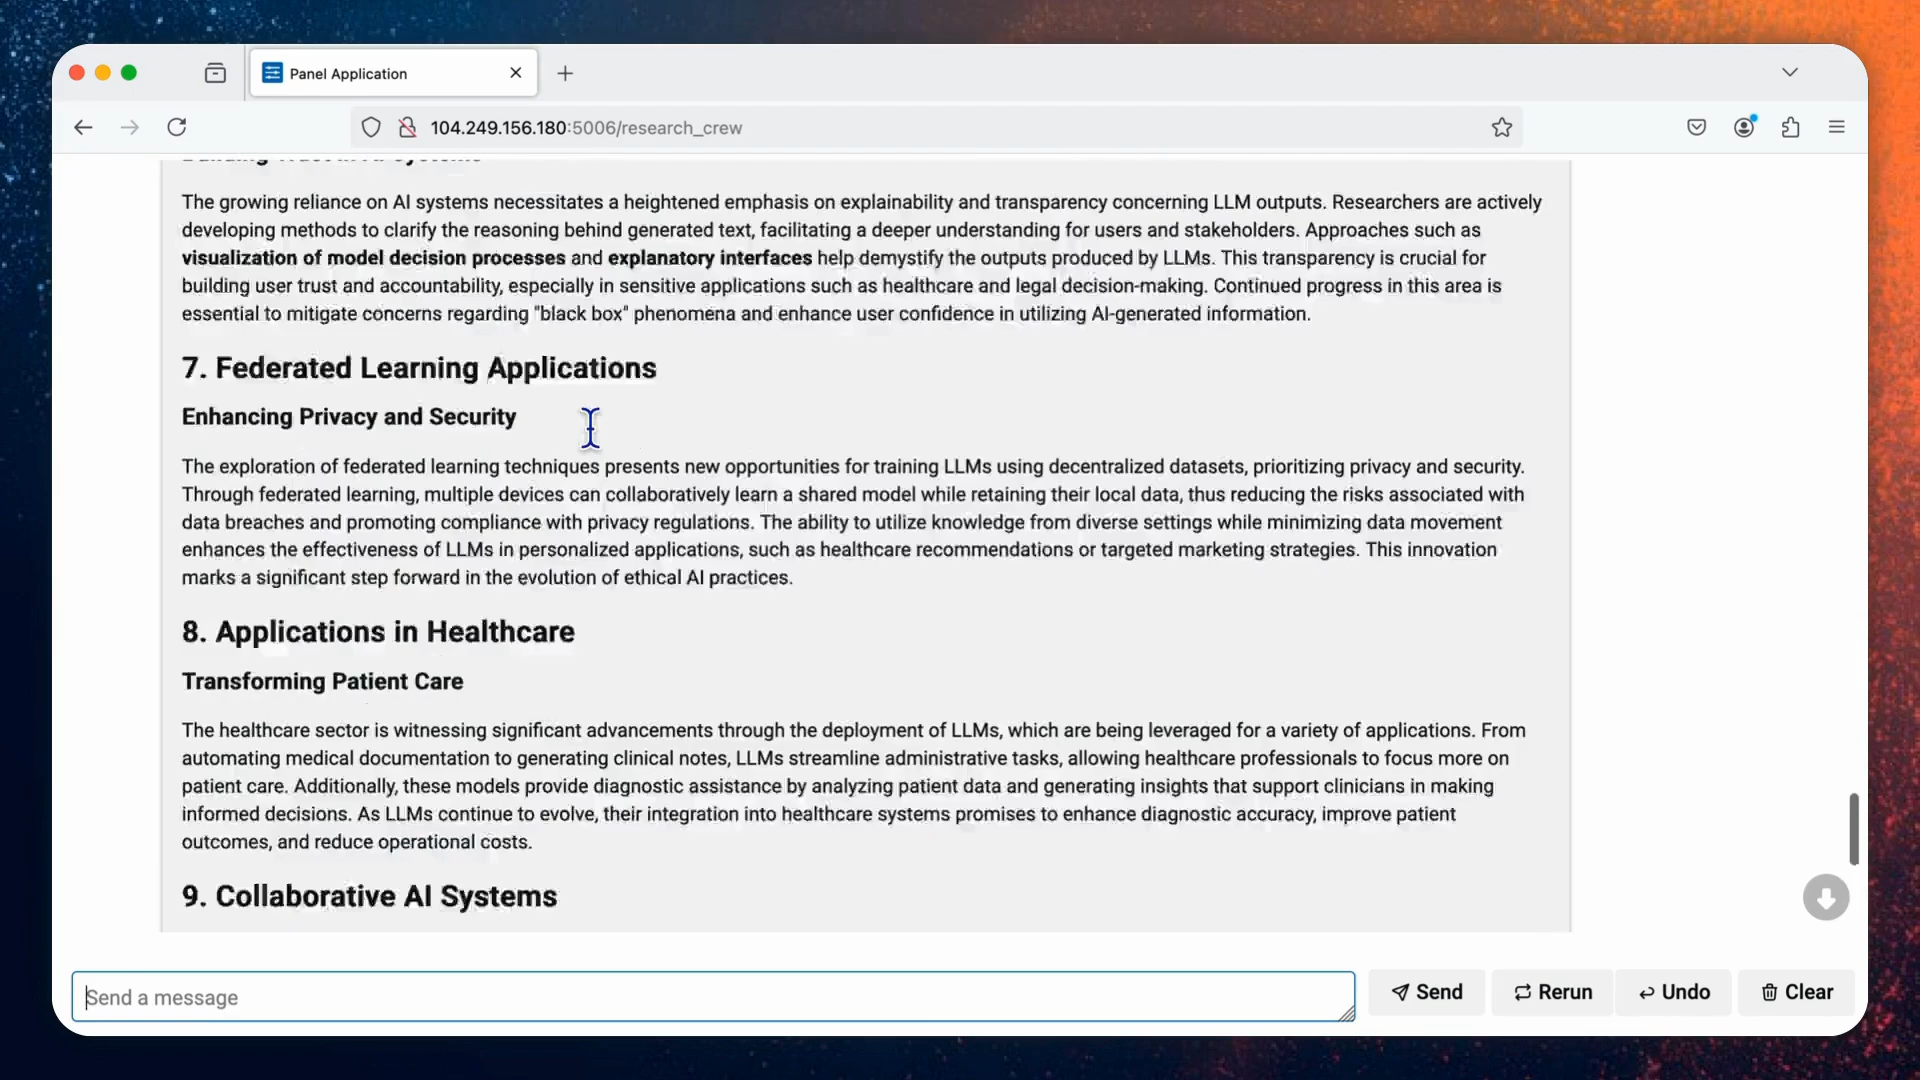 Panel Application
104.249.156.180:5006/research_crew
The growing reliance on AI systems necessitates a heightened emphasis on explainability and transparency concerning LLM outputs. Researchers are actively
developing methods to clarify the reasoning behind generated text, facilitating a deeper understanding for users and stakeholders. Approaches such as
visualization of model decision processes and explanatory interfaces help demystify the outputs produced by LLMs. This transparency is crucial for
building user trust and accountability, especially in sensitive applications such as healthcare and legal decision-making. Continued progress in this area is
essential to mitigate concerns regarding "black box" phenomena and enhance user confidence in utilizing AI-generated information.
7. Federated Learning Applications
Enhancing Privacy and Security
The exploration of federated learning techniques presents new opportunities for training LLMs using decentralized datasets, prioritizing privacy and security.
Through federated learning, multiple devices can collaboratively learn a shared model while retaining their local data, thus reducing the risks associated with
data breaches and promoting compliance with privacy regulations. The ability to utilize knowledge from diverse settings while minimizing data movement
enhances the effectiveness of LLMs in personalized applications, such as healthcare recommendations or targeted marketing strategies. This innovation
marks a significant step forward in the evolution of ethical AI practices.
8. Applications in Healthcare
Transforming Patient Care
The healthcare sector is witnessing significant advancements through the deployment of LLMs, which are being leveraged for a variety of applications. From
automating medical documentation to generating clinical notes, LLMs streamline administrative tasks, allowing healthcare professionals to focus more on
patient care. Additionally, these models provide diagnostic assistance by analyzing patient data and generating insights that support clinicians in making
informed decisions. As LLMs continue to evolve, their integration into healthcare systems promises to enhance diagnostic accuracy, improve patient
outcomes, and reduce operational costs.
9. Collaborative AI Systems
Send a message
Send
Rerun
Undo
Clear